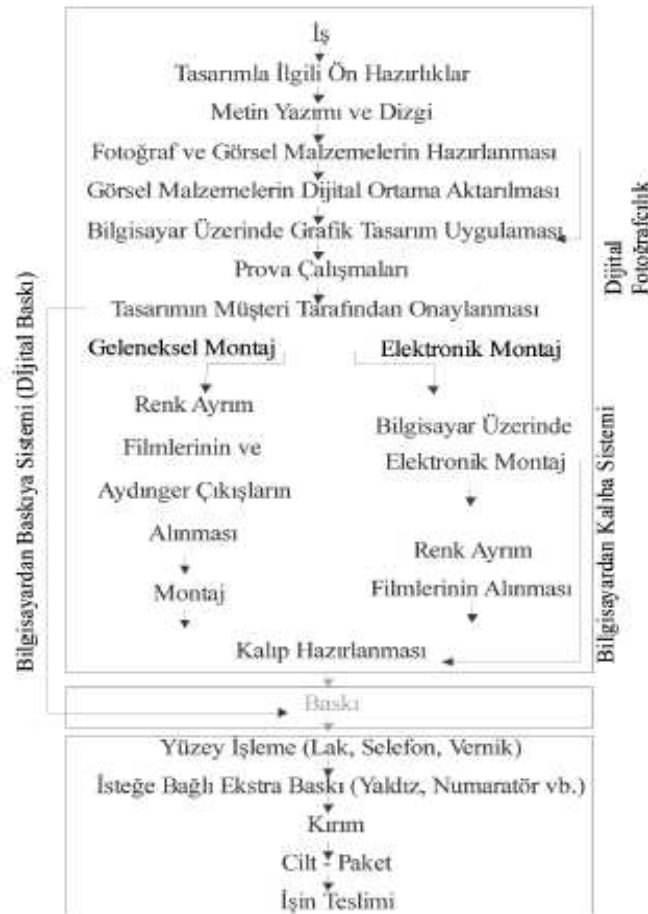 İş
Tasarımla İlgili Ön Hazırlıklar
Metin Yazımı ve Dizgi
Fotoğraf ve Görsel Malzemelerin Hazırlanması
Görsel Malzemelerin Dijital Ortama Aktarılması
Bilgisayar Üzerinde Grafik Tasarım Uygulaması
Prova Çalışmaları
Tasarımın Müşteri Tarafından Onaylanması
Geleneksel Montaj
Renk Ayrım
Filmlerinin ve
Aydınger Çıkışların
Alınması
Montaj
Elektronik Montaj
Bilgisayar Üzerinde
Elektronik Montaj
Renk Ayrım
Filmlerinin Alınması
Kalıp Hazırlanması
Baskı
Yüzey İşleme (Lak, Selefon, Vernik)
İsteğe Bağlı Ekstra Baskı (Yaldız, Numaratör vb.)
Kırım
Cilt - Paket
İşin Teslimi
Bilgisayardan Baskıya Sistemi (Dİjital Baskı)
Dijital
Fotoğrafcılık
Bilgisayardan Kalıba Sistemi